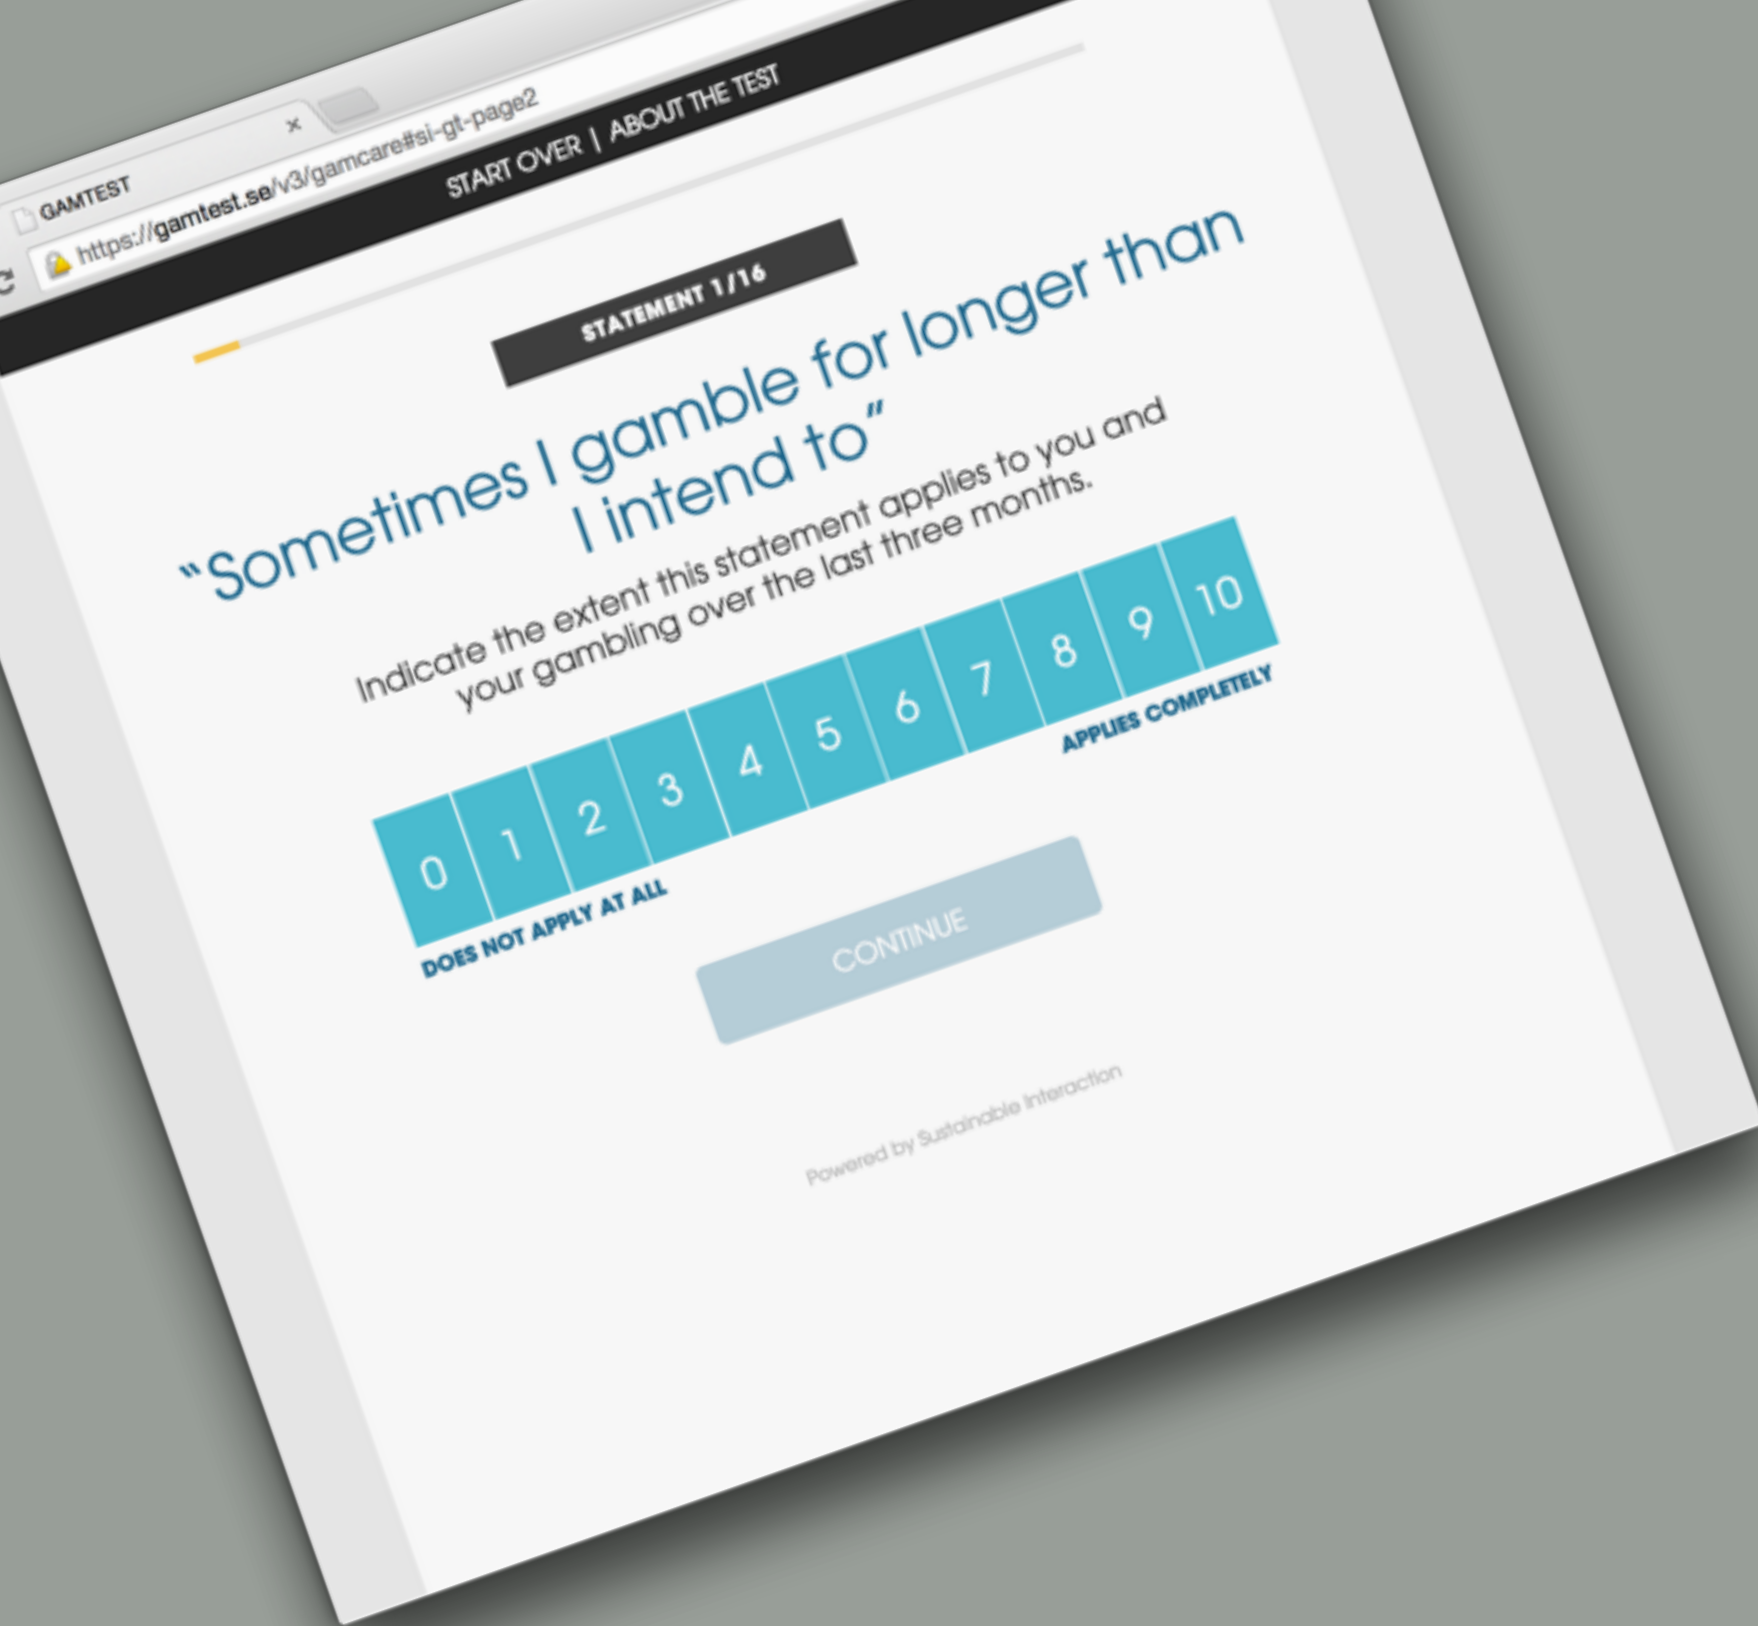 GAMTEST
https://gamtest.se/v3/gamcare#si-gt-page2
START OVER | ABOUT THE TEST
STATEMENT 1/16
“Sometimes I gamble for longer than
I intend to”
Indicate the extent this statement applies to you and
your gambling over the last three months.
0 1 2 3 4 5 6 7 8 9 10
DOES NOT APPLY AT ALL APPLIES COMPLETELY
CONTINUE
Powered by Sustainable Interaction